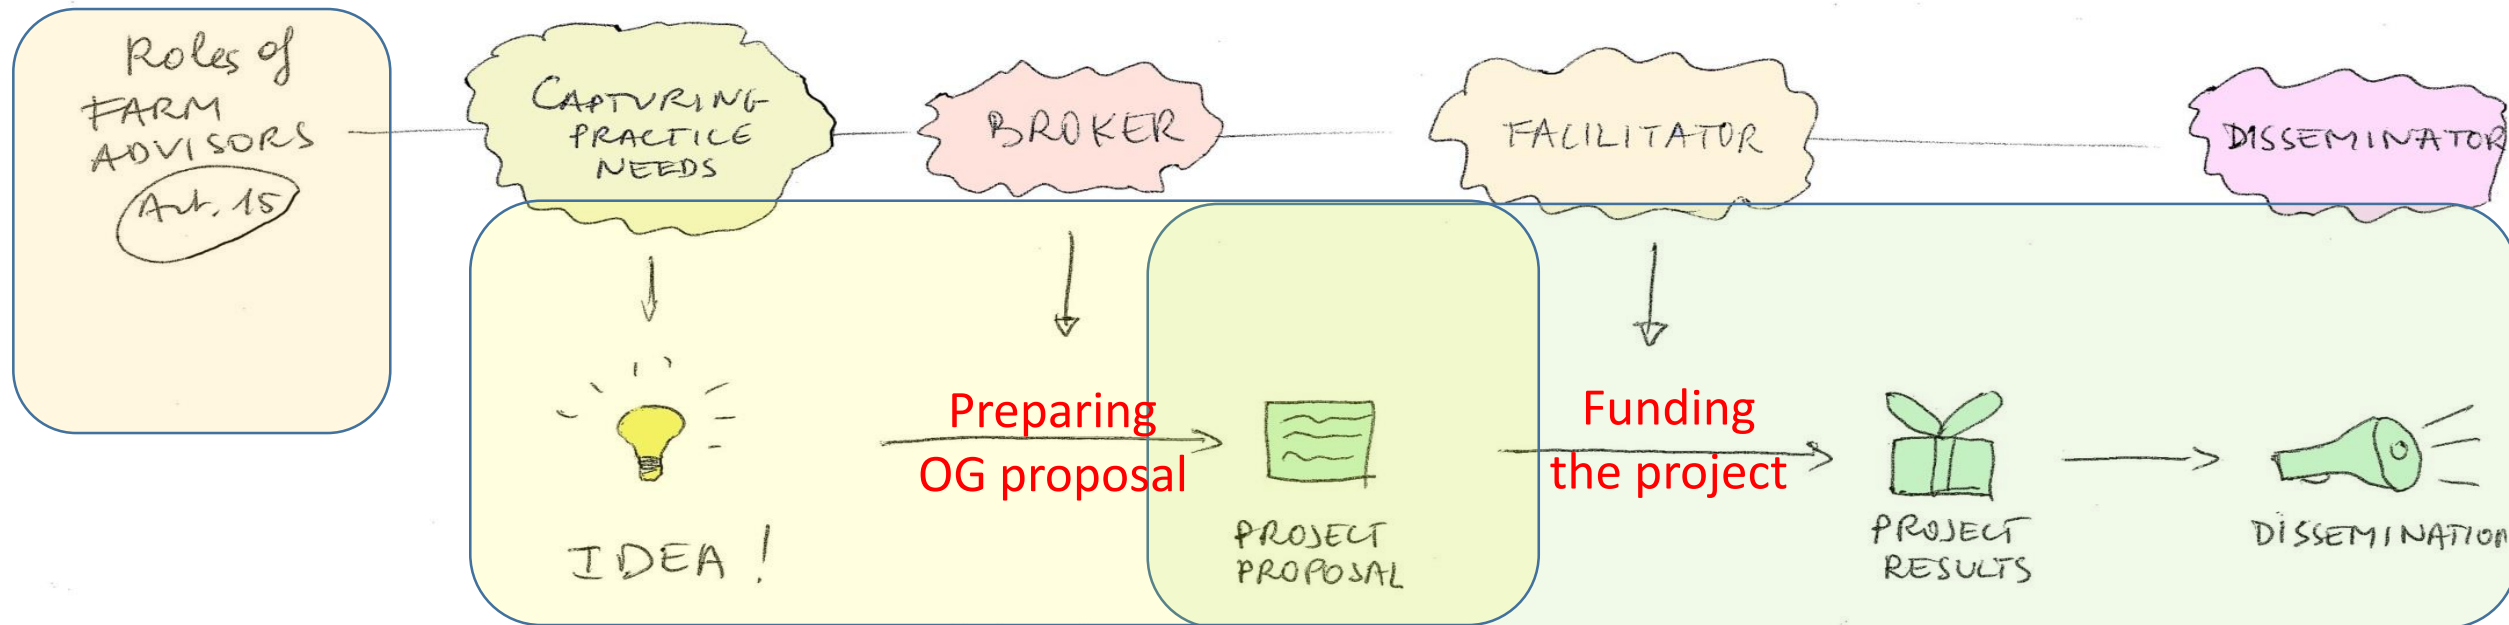 Roles of
FARM
ADVISORS
Art. 15
CAPTURING
PRACTICE
NEEDS
BROKER
FACILITATOR
DISSEMINATOR
Preparing
OG proposal
Funding
the project
IDEA !
PROJECT
PROPOSAL
PROJECT
RESULTS
DISSEMINATION